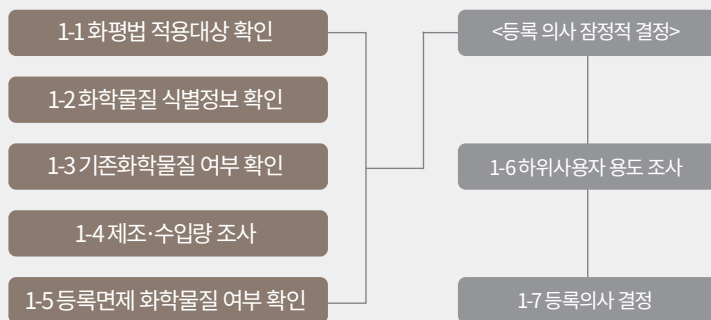 1-1 화평법 적용대상 확인
1-2 화학물질 식별정보 확인
1-3 기존화학물질 여부 확인
1-4 제조·수입량 조사
1-5 등록면제 화학물질 여부 확인
<등록 의사 잠정적 결정>
1-6 하위사용자 용도 조사
1-7 등록의사 결정